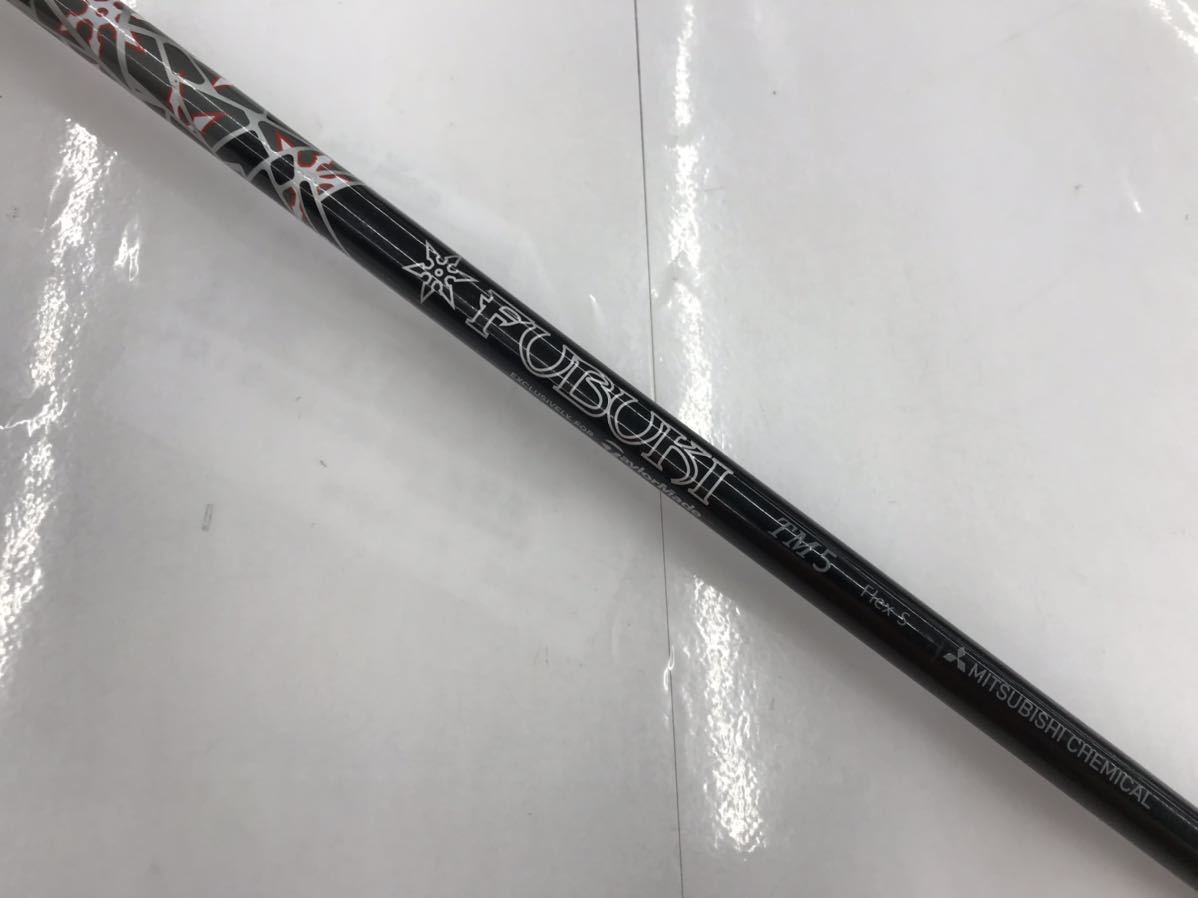 FUBUKI
EXCLUSIVELY FOR TaylorMade
TM5 Flex S
MITSUBISHI CHEMICAL